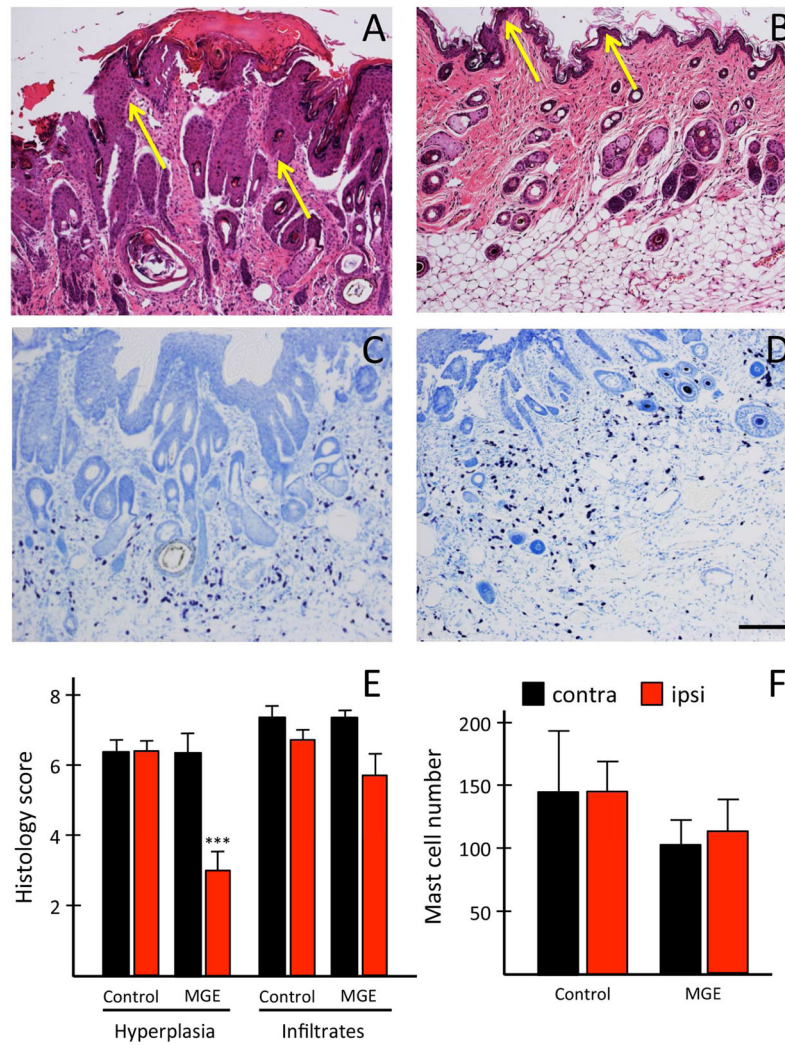 A
B
C
D
E
Histology score
8
6
4
2
***
Control MGE Control MGE
Hyperplasia Infiltrates
F
contra ipsi
Mast cell number
200
150
100
50
Control MGE